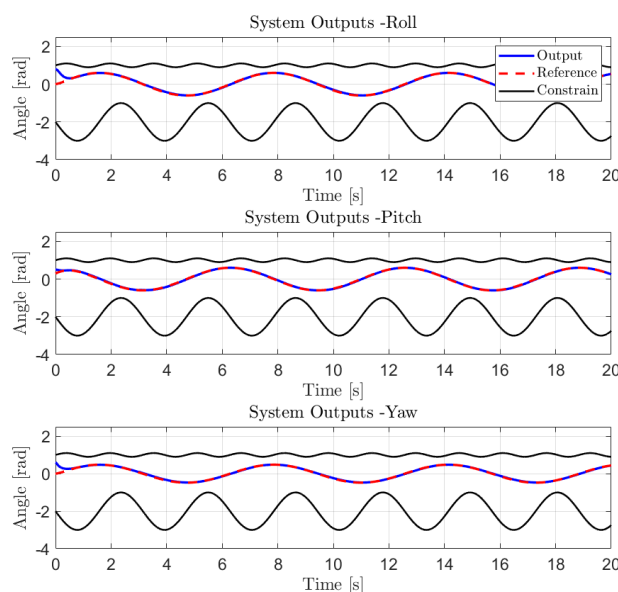 System Outputs -Roll
2
0
-2
-4
Angle [rad]
Output
Reference
Constrain
0 2 4 6 8 10 12 14 16 18 20
Time [s]
System Outputs -Pitch
2
0
-2
-4
Angle [rad]
0 2 4 6 8 10 12 14 16 18 20
Time [s]
System Outputs -Yaw
2
0
-2
-4
Angle [rad]
0 2 4 6 8 10 12 14 16 18 20
Time [s]